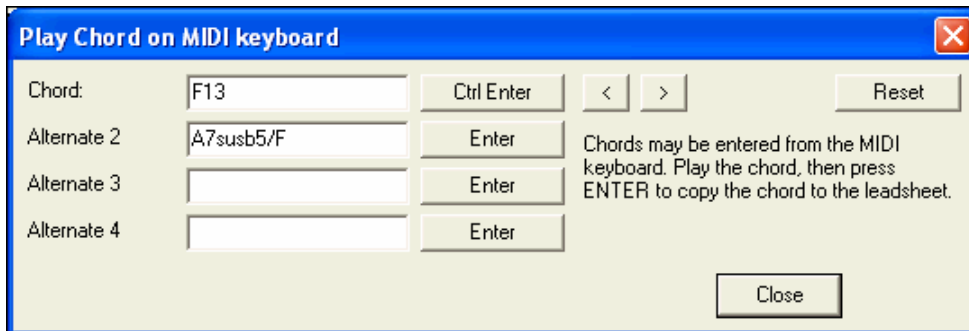 Play Chord on MIDI keyboard
Chord: F13 Ctrl Enter < > Reset
Alternate 2 A7susb5/F Enter
Chords may be entered from the MIDI
keyboard. Play the chord, then press
ENTER to copy the chord to the leadsheet.
Alternate 3 Enter
Alternate 4 Enter
Close